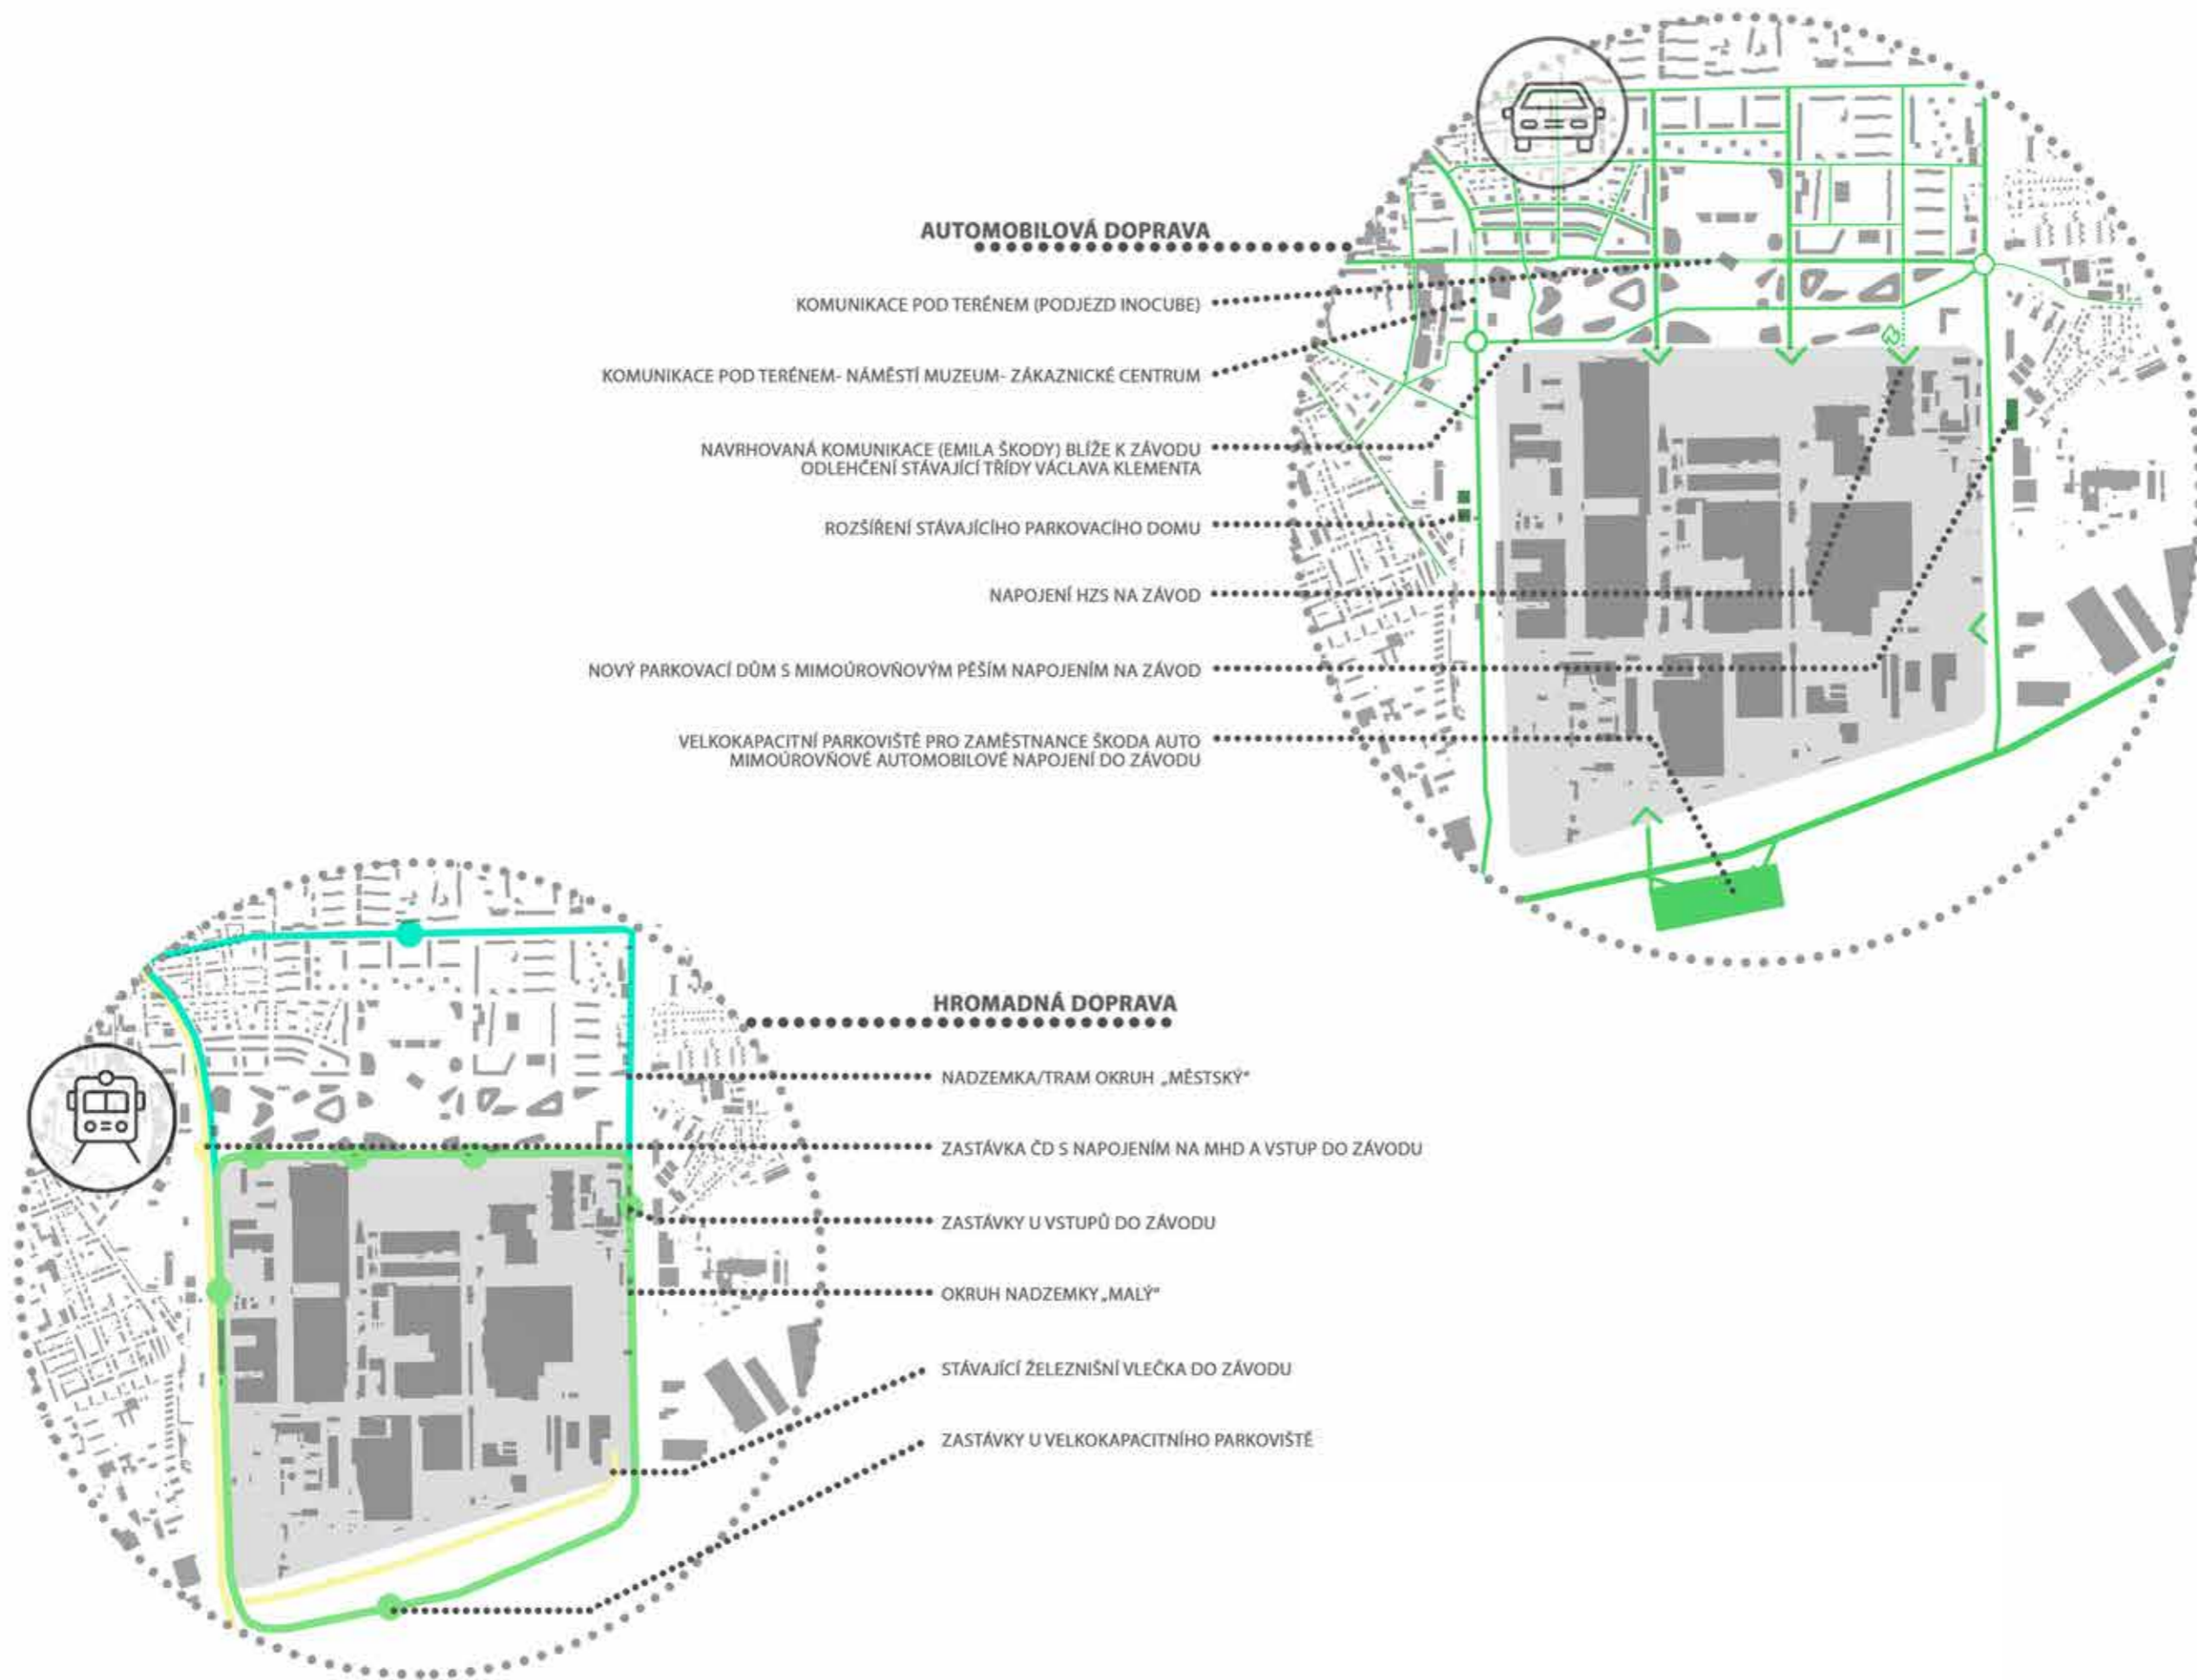 AUTOMOBILOVÁ DOPRAVA
KOMUNIKACE POD TERÉNEM (PODJEZD INOCUBE)
KOMUNIKACE POD TERÉNEM- NÁMĚSTÍ MUZEUM- ZÁKAZNICKÉ CENTRUM
NAVRHOVANÁ KOMUNIKACE (EMILA ŠKODY) BLÍŽE K ZÁVODU
ODLEHČENÍ STÁVAJÍCÍ TŘÍDY VÁCLAVA KLEMENTA
ROZŠÍŘENÍ STÁVAJÍCÍHO PARKOVACÍHO DOMU
NAPOJENÍ HZS NA ZÁVOD
NOVÝ PARKOVACÍ DŮM S MIMOÚROVŇOVÝM PĚŠÍM NAPOJENÍM NA ZÁVOD
VELKOKAPACITNÍ PARKOVIŠTĚ PRO ZAMĚSTNANCE ŠKODA AUTO
MIMOÚROVŇOVÉ AUTOMOBILOVÉ NAPOJENÍ DO ZÁVODU
HROMADNÁ DOPRAVA
NADZEMKA/TRAM OKRUH „MĚSTSKÝ"
ZASTÁVKA ČD S NAPOJENÍM NA MHD A VSTUP DO ZÁVODU
ZASTÁVKY U VSTUPŮ DO ZÁVODU
OKRUH NADZEMKY „MALÝ"
STÁVAJÍCÍ ŽELEZNIŠNÍ VLEČKA DO ZÁVODU
ZASTÁVKY U VELKOKAPACITNÍHO PARKOVIŠTĚ